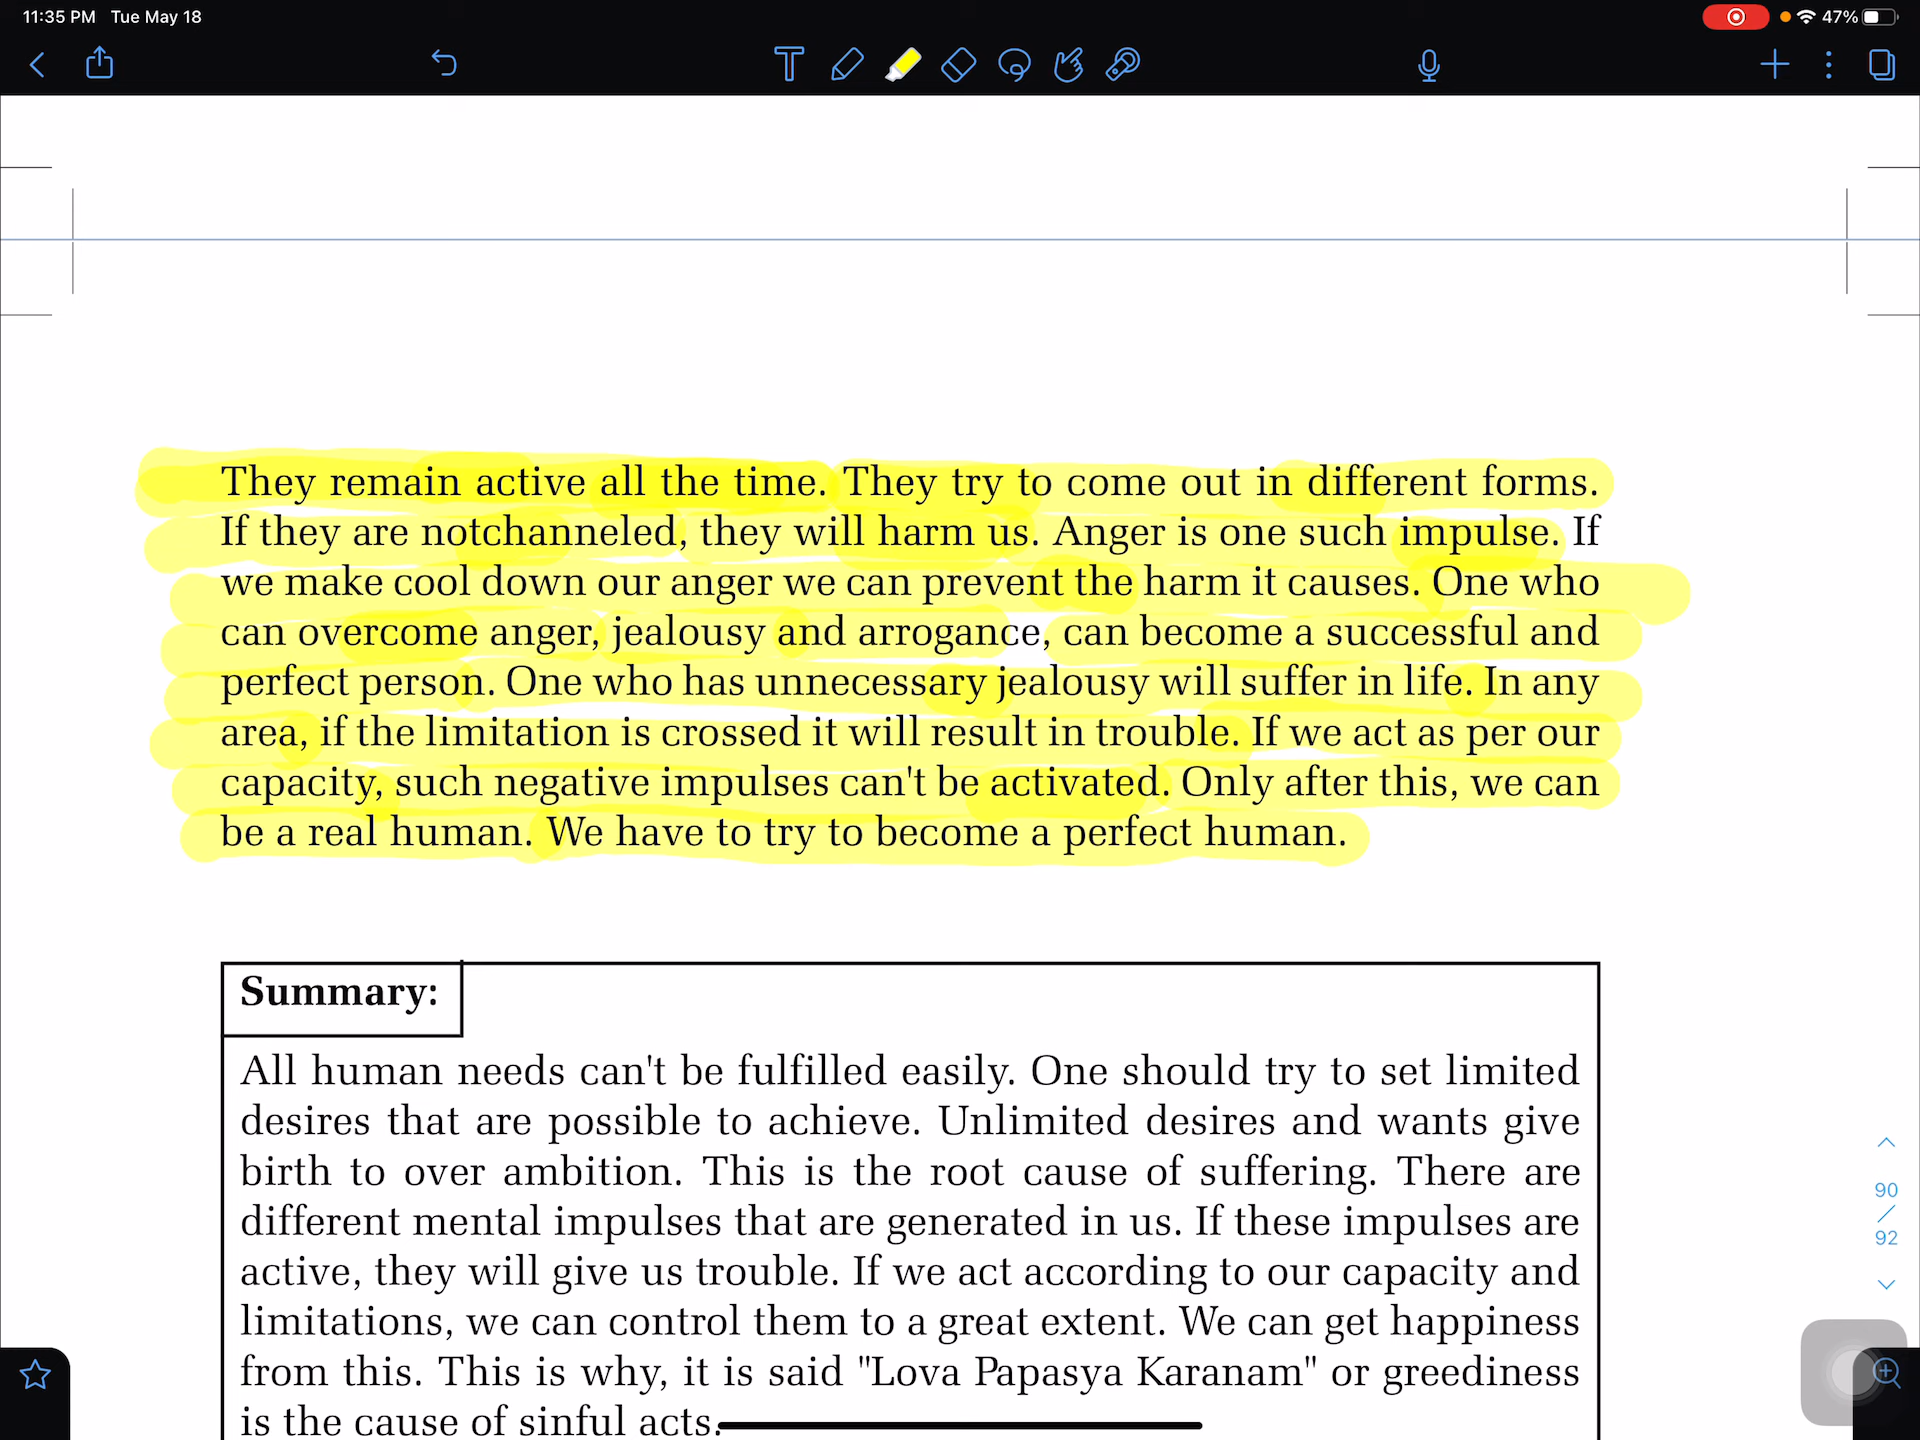 11:35 PM Tue May 18
47%
They remain active all the time. They try to come out in different forms.
If they are notchanneled, they will harm us. Anger is one such impulse. If
we make cool down our anger we can prevent the harm it causes. One who
can overcome anger, jealousy and arrogance, can become a successful and
perfect person. One who has unnecessary jealousy will suffer in life. In any
area, if the limitation is crossed it will result in trouble. If we act as per our
capacity, such negative impulses can't be activated. Only after this, we can
be a real human. We have to try to become a perfect human.
Summary:
All human needs can't be fulfilled easily. One should try to set limited
desires that are possible to achieve. Unlimited desires and wants give
birth to over ambition. This is the root cause of suffering. There are
different mental impulses that are generated in us. If these impulses are
active, they will give us trouble. If we act according to our capacity and
limitations, we can control them to a great extent. We can get happiness
from this. This is why, it is said "Lova Papasya Karanam" or greediness
is the cause of sinful acts.
90
/
92